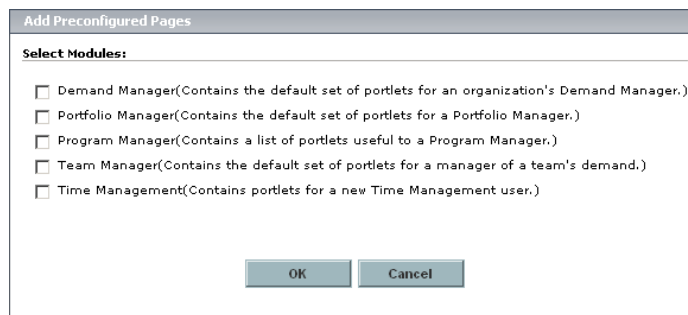 Add Preconfigured Pages
Select Modules:
Demand Manager(Contains the default set of portlets for an organization's Demand Manager.)
Portfolio Manager(Contains the default set of portlets for a Portfolio Manager.)
Program Manager(Contains a list of portlets useful to a Program Manager.)
Team Manager(Contains the default set of portlets for a manager of a team's demand.)
Time Management(Contains portlets for a new Time Management user.)
OK Cancel